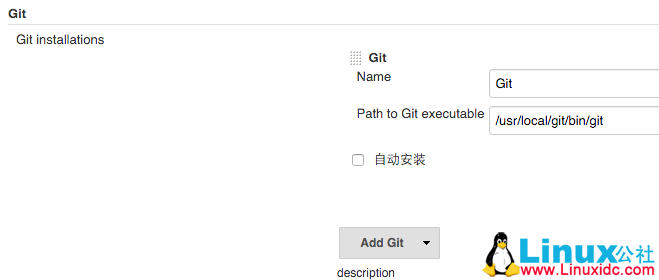 Git
Git installations
Git
Name
Git
Path to Git executable
/usr/local/git/bin/git
自动安装
Add Git
description
Linux公社
www.Linuxidc.com